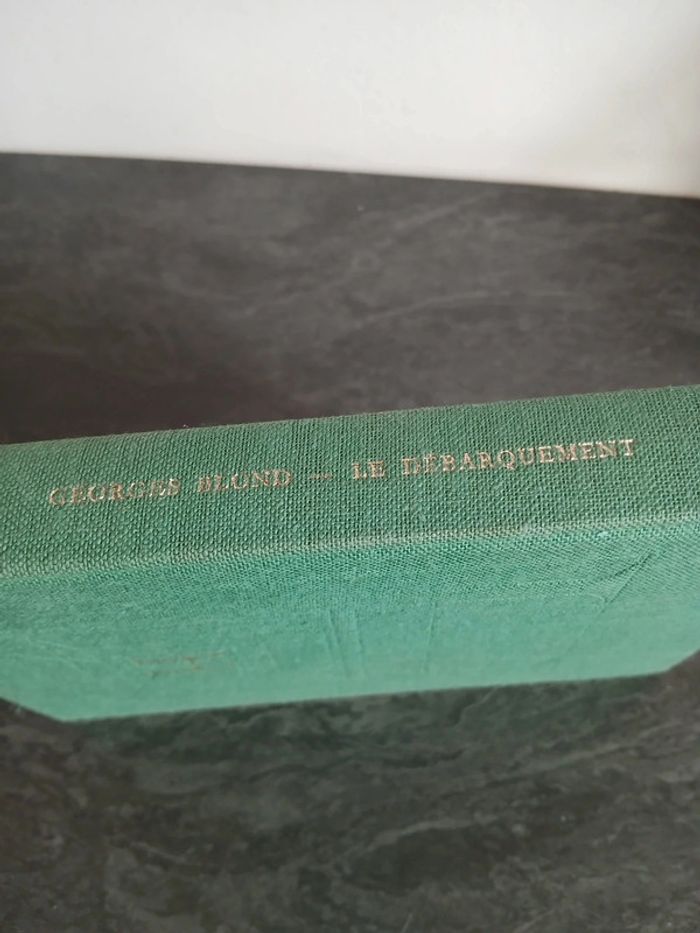 GEORGES BLOND — LE DÉBARQUEMENT